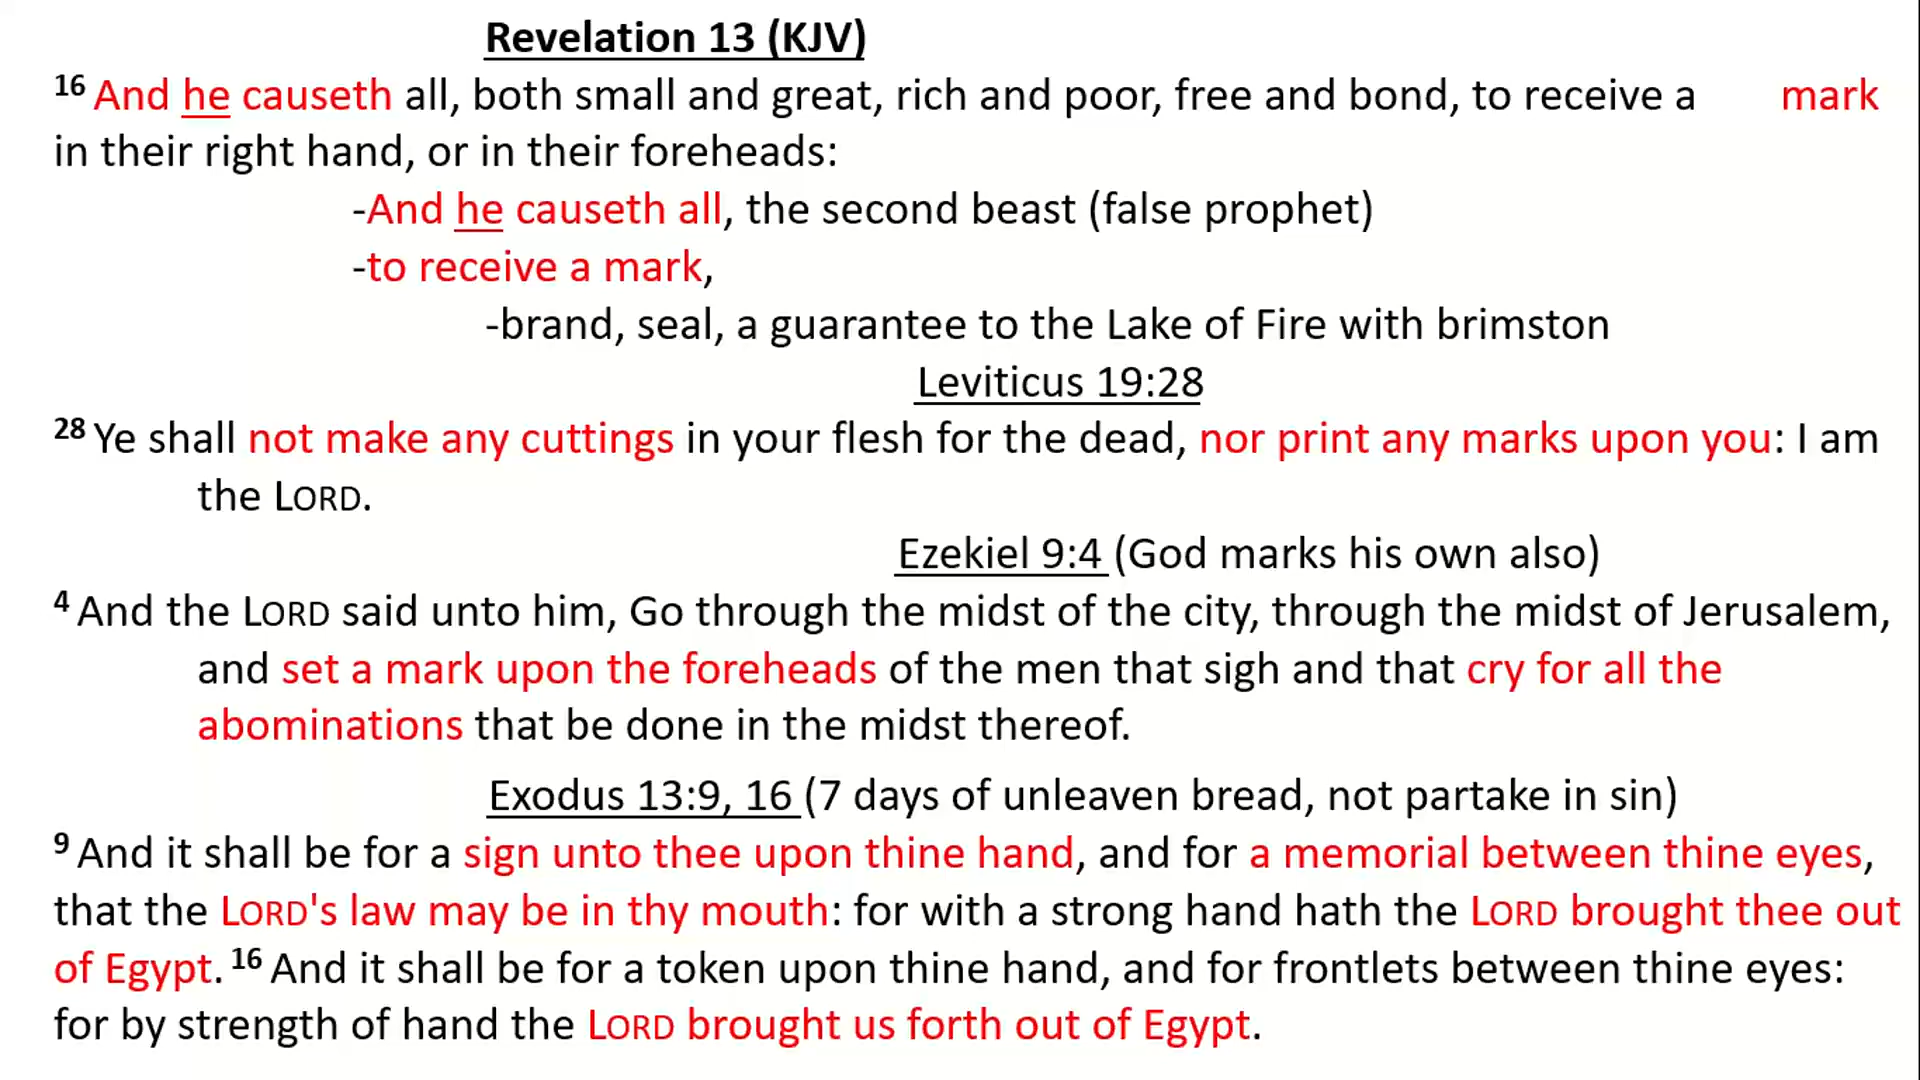 Revelation 13 (KJV)
16 And he causeth all, both small and great, rich and poor, free and bond, to receive a mark
in their right hand, or in their foreheads:
-And he causeth all, the second beast (false prophet)
-to receive a mark,
-brand, seal, a guarantee to the Lake of Fire with brimston
Leviticus 19:28
28 Ye shall not make any cuttings in your flesh for the dead, nor print any marks upon you: I am
the LORD.
Ezekiel 9:4 (God marks his own also)
4 And the LORD said unto him, Go through the midst of the city, through the midst of Jerusalem,
and set a mark upon the foreheads of the men that sigh and that cry for all the
abominations that be done in the midst thereof.
Exodus 13:9, 16 (7 days of unleaven bread, not partake in sin)
9 And it shall be for a sign unto thee upon thine hand, and for a memorial between thine eyes,
that the LORD's law may be in thy mouth: for with a strong hand hath the LORD brought thee out
of Egypt. 16 And it shall be for a token upon thine hand, and for frontlets between thine eyes:
for by strength of hand the LORD brought us forth out of Egypt.